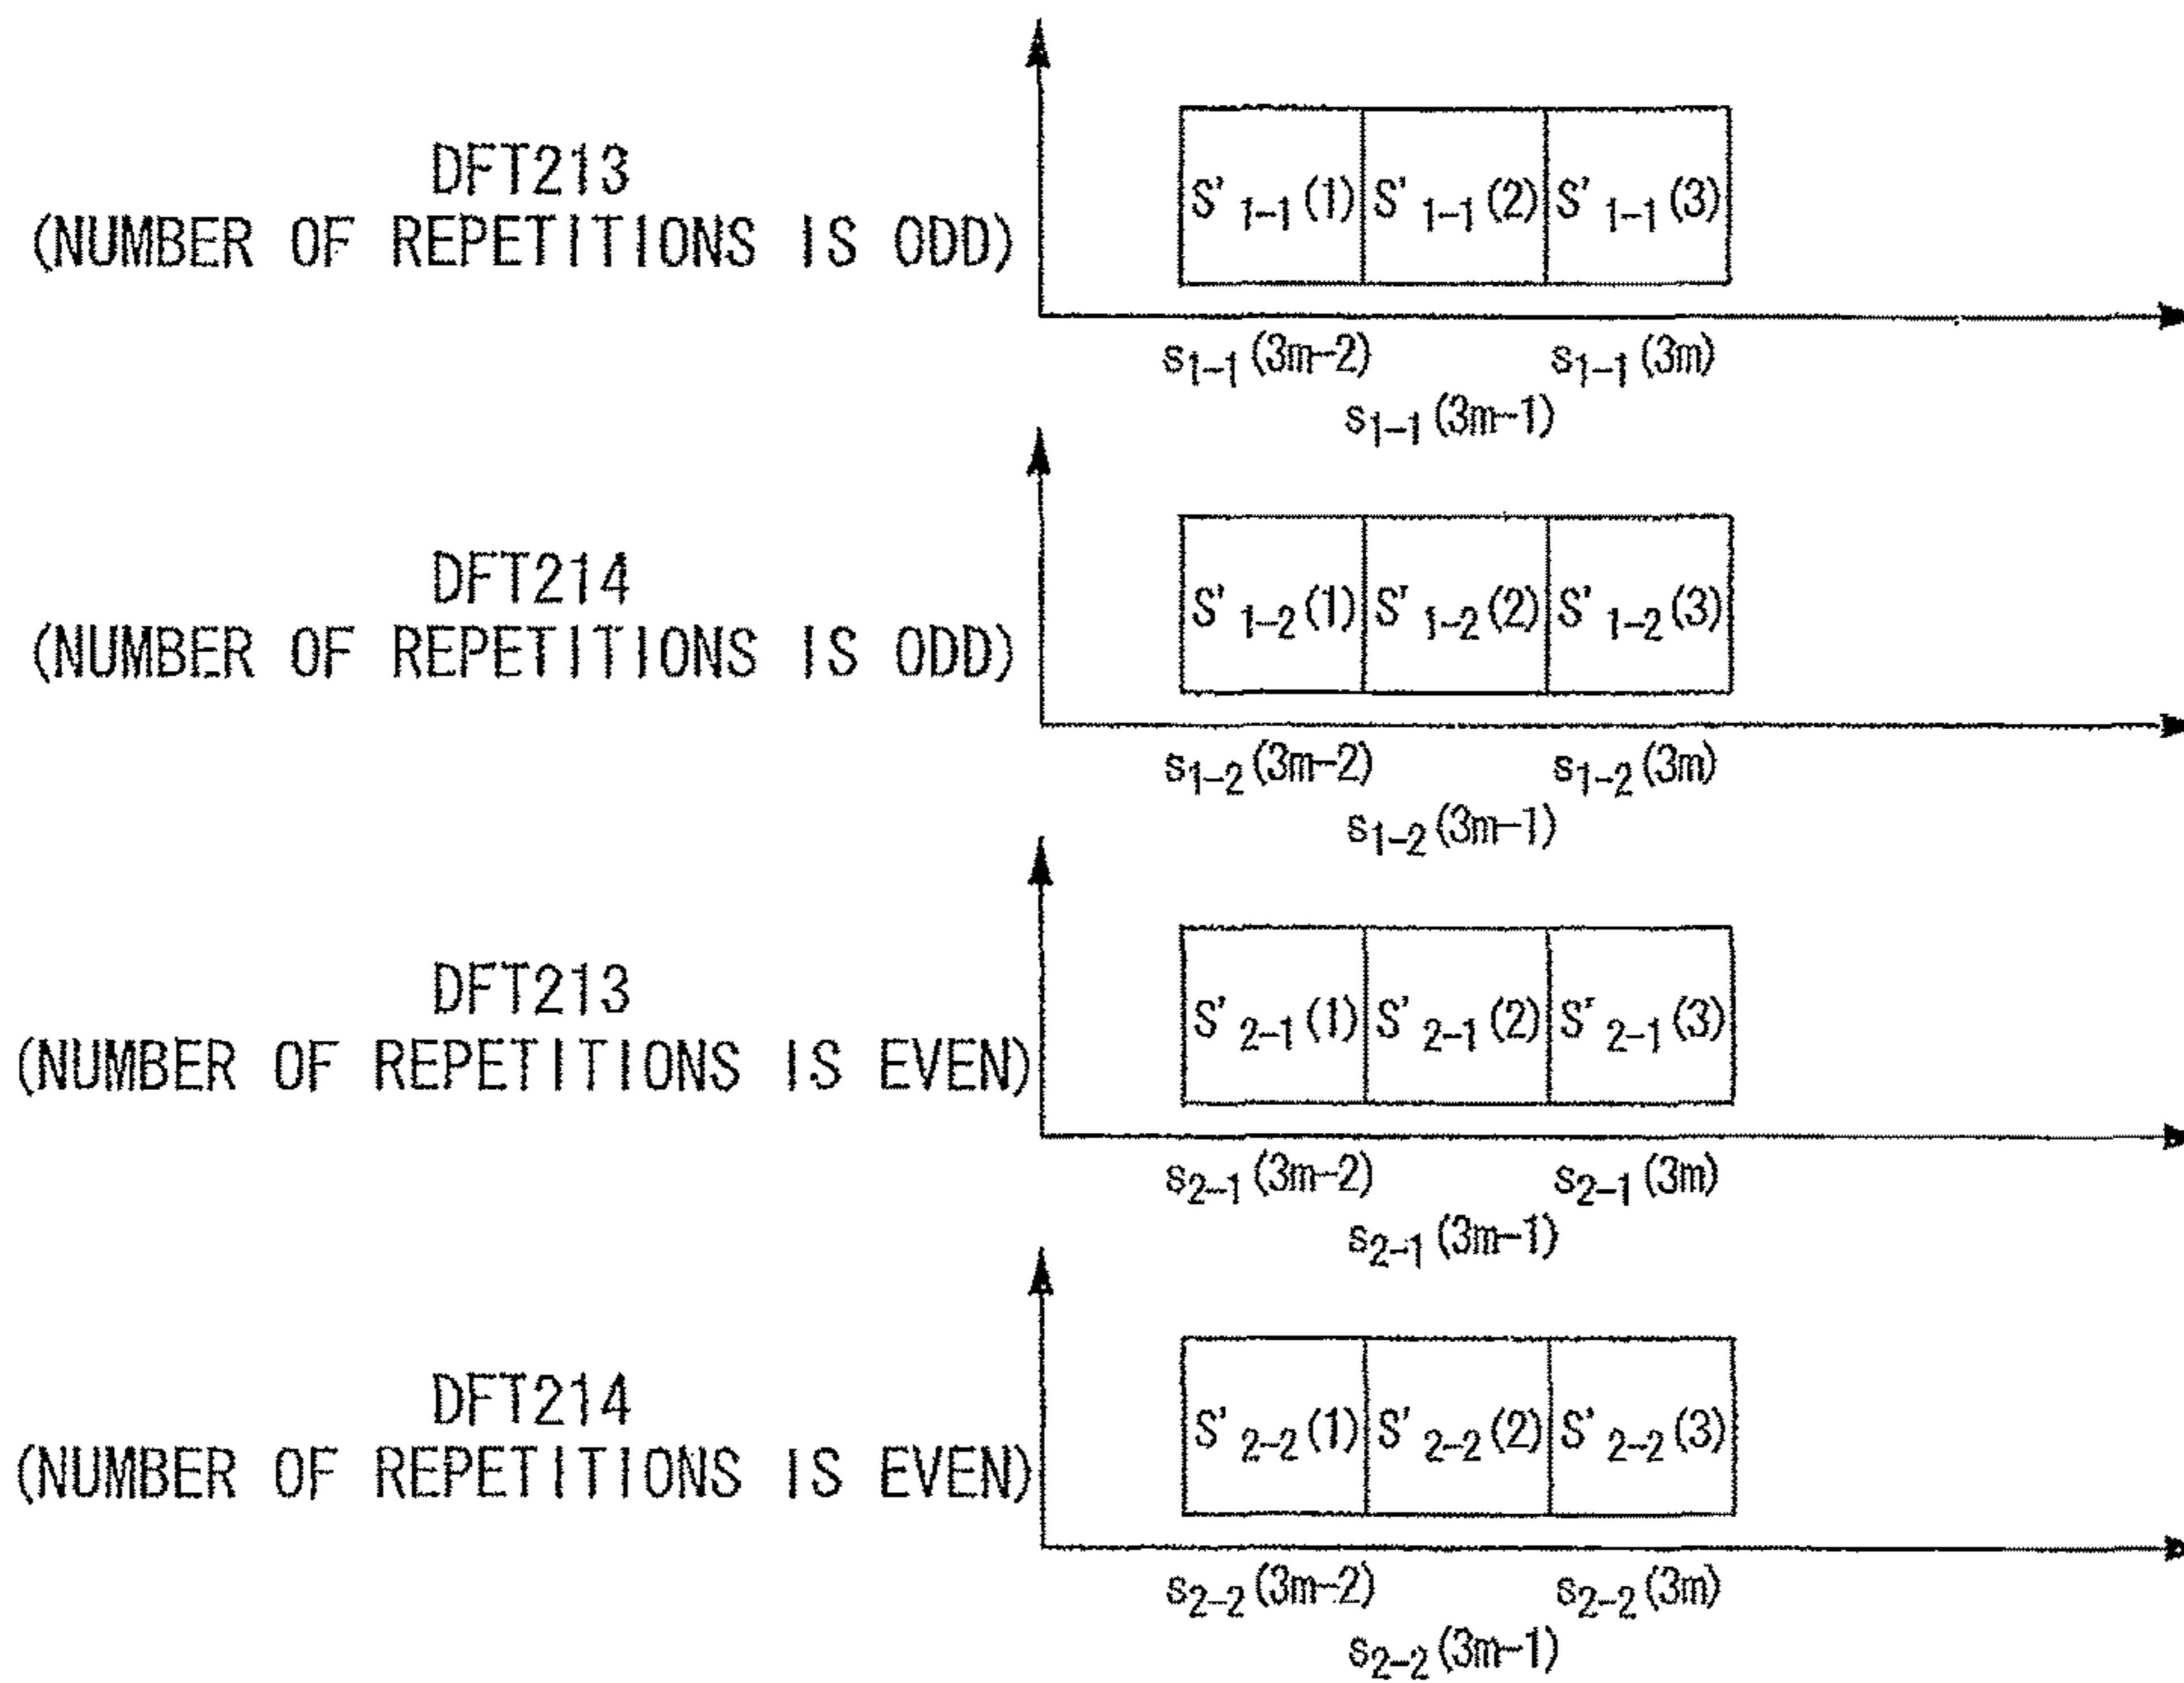 DFT213
(NUMBER OF REPETITIONS IS ODD)
S'1-1(1) S'1-1(2) S'1-1(3)
s1-1(3m-2) s1-1(3m)
s1-1(3m-1)
DFT214
(NUMBER OF REPETITIONS IS ODD)
S'1-2(1) S'1-2(2) S'1-2(3)
s1-2(3m-2) s1-2(3m)
s1-2(3m-1)
DFT213
(NUMBER OF REPETITIONS IS EVEN)
S'2-1(1) S'2-1(2) S'2-1(3)
s2-1(3m-2) s2-1(3m)
s2-1(3m-1)
DFT214
(NUMBER OF REPETITIONS IS EVEN)
S'2-2(1) S'2-2(2) S'2-2(3)
s2-2(3m-2) s2-2(3m)
s2-2(3m-1)